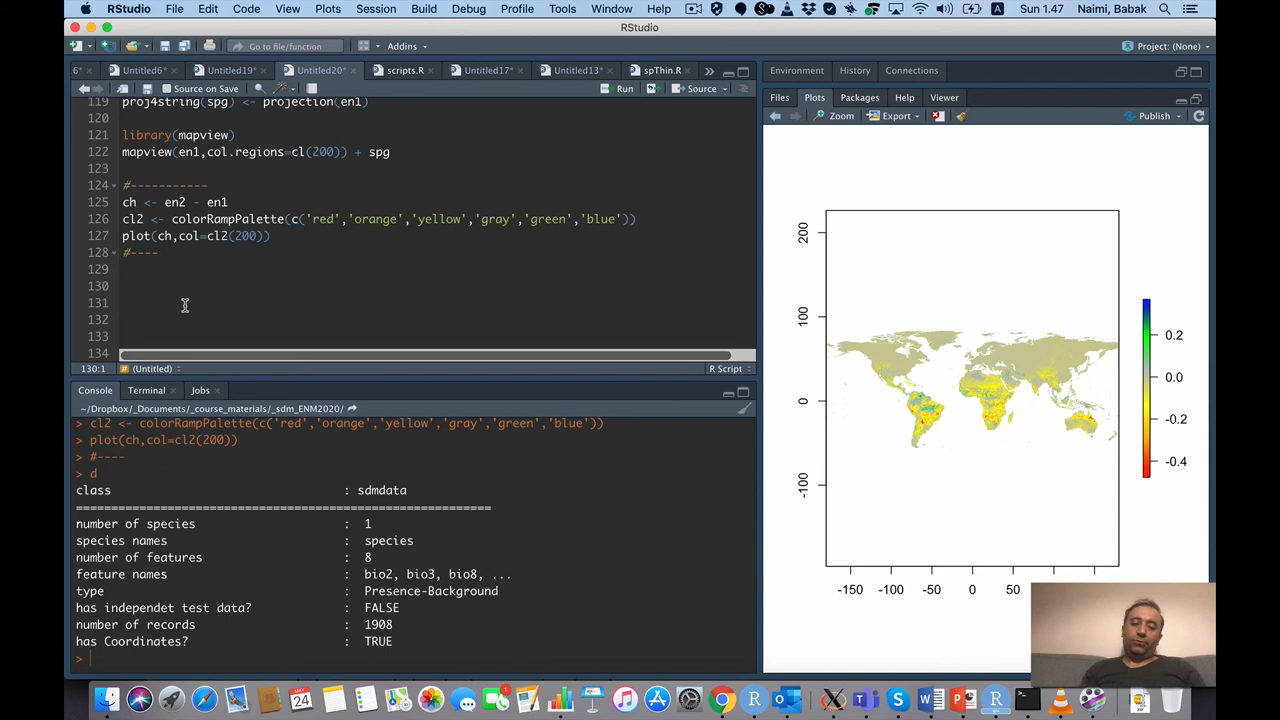 RStudio File Edit Code View Plots Session Build Debug Profile Tools Window Help Sun 1.47 Naimi, Babak
RStudio
Go to file/function Addins Project: (None)
6* Untitled6* Untitled19* Untitled20* scripts.R Untitled17* Untitled13* spThin.R
Source on Save Run Source
119 proj4string(spg) <- projection(en1)
120
121 library(mapview)
122 mapview(en1,col.regions=cl(200)) + spg
123
124 #-----------
125 ch <- en2 - en1
126 cl2 <- colorRampPalette(c('red','orange','yellow','gray','green','blue'))
127 plot(ch,col=cl2(200))
128 #----
129
130
131
132
133
134
130:1 (Untitled) R Script
Console Terminal Jobs
~/Dropbox/_Documents/_course_materials/_sdm_ENM2020/
> cl2 <- colorRampPalette(c('red','orange','yellow','gray','green','blue'))
> plot(ch,col=cl2(200))
> #----
> d
class : sdmdata
===========================================================
number of species : 1
species names : species
number of features : 8
feature names : bio2, bio3, bio8, ...
type : Presence-Background
has independet test data? : FALSE
number of records : 1908
has Coordinates? : TRUE
>
Environment History Connections
Files Plots Packages Help Viewer
Zoom Export Publish
200
100
0
-100
-150 -100 -50 0 50
0.2
0.0
-0.2
-0.4